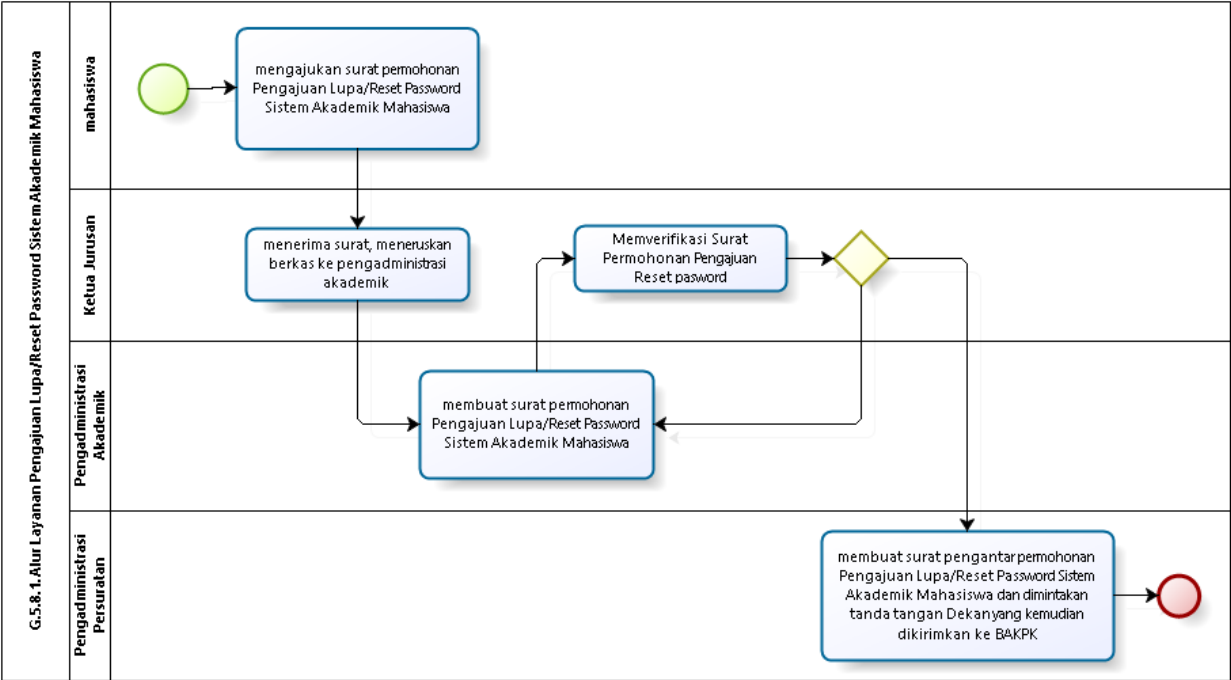 G.5.8.1.Alur Layanan Pengajuan Lupa/Reset Password Sistem Akademik Mahasiswa
mahasiswa
mengajukan surat permohonan
Pengajuan Lupa/Reset Password
Sistem Akademik Mahasiswa
Ketua Jurusan
menerima surat, meneruskan
berkas ke pengadministrasi
akademik
Memverifikasi Surat
Permohonan Pengajuan
Reset pasword
Pengadministrasi
Akademik
membuat surat permohonan
Pengajuan Lupa/Reset Password
Sistem Akademik Mahasiswa
Pengadministrasi
Persuratan
membuat surat pengantar permohonan
Pengajuan Lupa/Reset Password Sistem
Akademik Mahasiswa dan dimintakan
tanda tangan Dekanyang kemudian
dikirimkan ke BAKPK